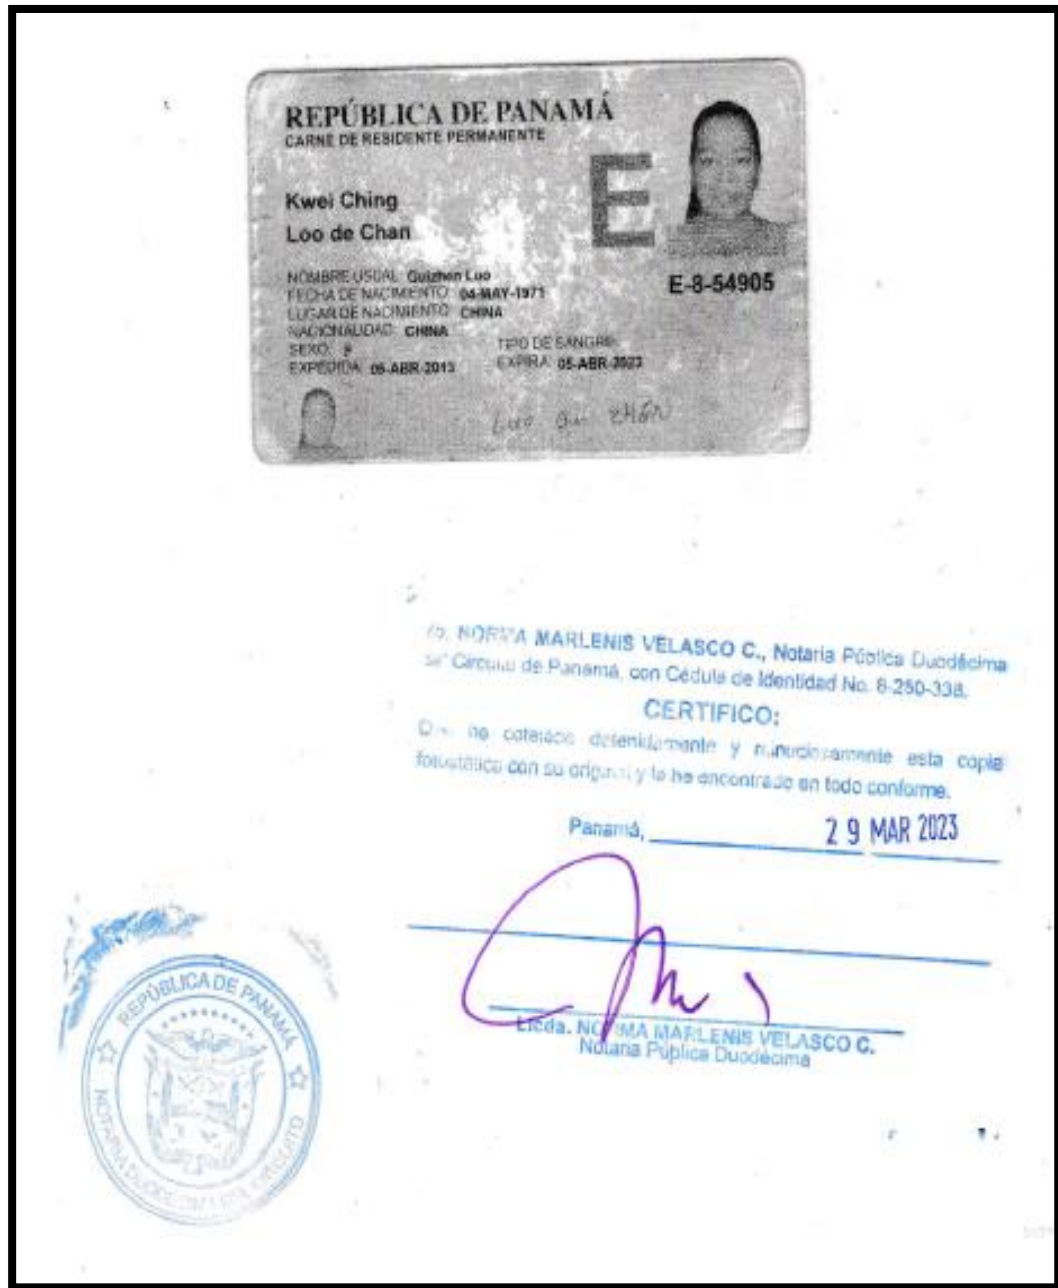 REPÚBLICA DE PANAMÁ
CARNE DE RESIDENTE PERMANENTE
E
Kwei Ching
Loo de Chan
E-8-54905
NOMBRE USUAL: Guizhen Luo
FECHA DE NACIMIENTO: 04-MAY-1971
LUGAR DE NACIMIENTO: CHINA
NACIONALIDAD: CHINA
SEXO: TIPO DE SANGRE:
EXPEDIDA: 05-ABR-2013 EXPIRA: 05-ABR-2023
NORMA MARLENIS VELASCO C., Notaria Pública Duodécima
Circuito de Panamá, con Cédula de Identidad No. 8-250-338.
CERTIFICO:
he cotejado detenidamente y minuciosamente esta copia
fotostática con su original y la he encontrado en todo conforme.
Panamá, 29 MAR 2023
Licda. NORMA MARLENIS VELASCO C.
Notaria Pública Duodécima
REPÚBLICA DE PANAMÁ
NOTARIA DUODECIMA CIRCUITO